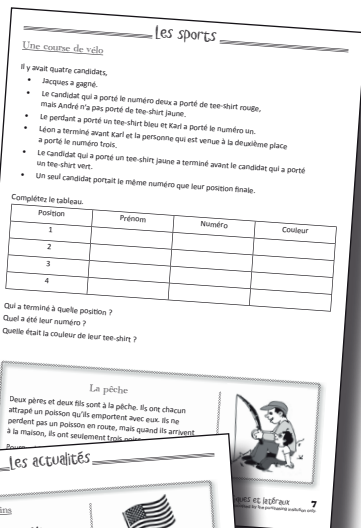 Les sports
Une course de vélo
Il y avait quatre candidats,
• Jacques a gagné.
• Le candidat qui a porté le numéro deux a porté de tee-shirt rouge,
mais André n'a pas porté de tee-shirt jaune.
• Le perdant a porté un tee-shirt bleu et Karl a porté le numéro un.
• Léon a terminé avant Karl et la personne qui est venue à la deuxième place
a porté le numéro trois.
• Le candidat qui a porté un tee-shirt jaune a terminé avant le candidat qui a porté
un tee-shirt vert.
• Un seul candidat portait le même numéro que leur position finale.
Complétez le tableau.
Position Prénom Numéro Couleur
1
2
3
4
Qui a terminé à quelle position ?
Quel a été leur numéro ?
Quelle était la couleur de leur tee-shirt ?
La pêche
Deux pères et deux fils sont à la pêche. Ils ont chacun
attrapé un poisson qu'ils emportent avec eux. Ils ne
perdent pas un poisson en route, mais quand ils arrivent
à la maison, ils ont seulement trois
et latéraux 7
Les actualités